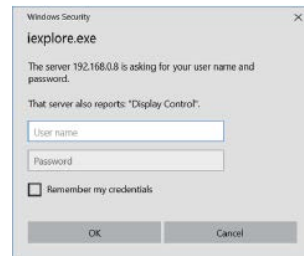 Windows Security
iexplore.exe
The server 192.168.0.8 is asking for your user name and
password.
That server also reports: "Display Control".
User name
Password
Remember my credentials
OK
Cancel